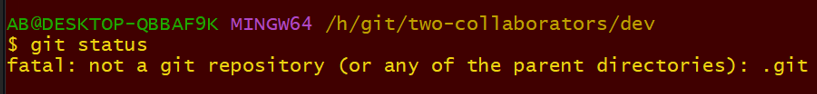 AB@DESKTOP-QBBAF9K MINGW64 /h/git/two-collaborators/dev
$ git status
fatal: not a git repository (or any of the parent directories): .git